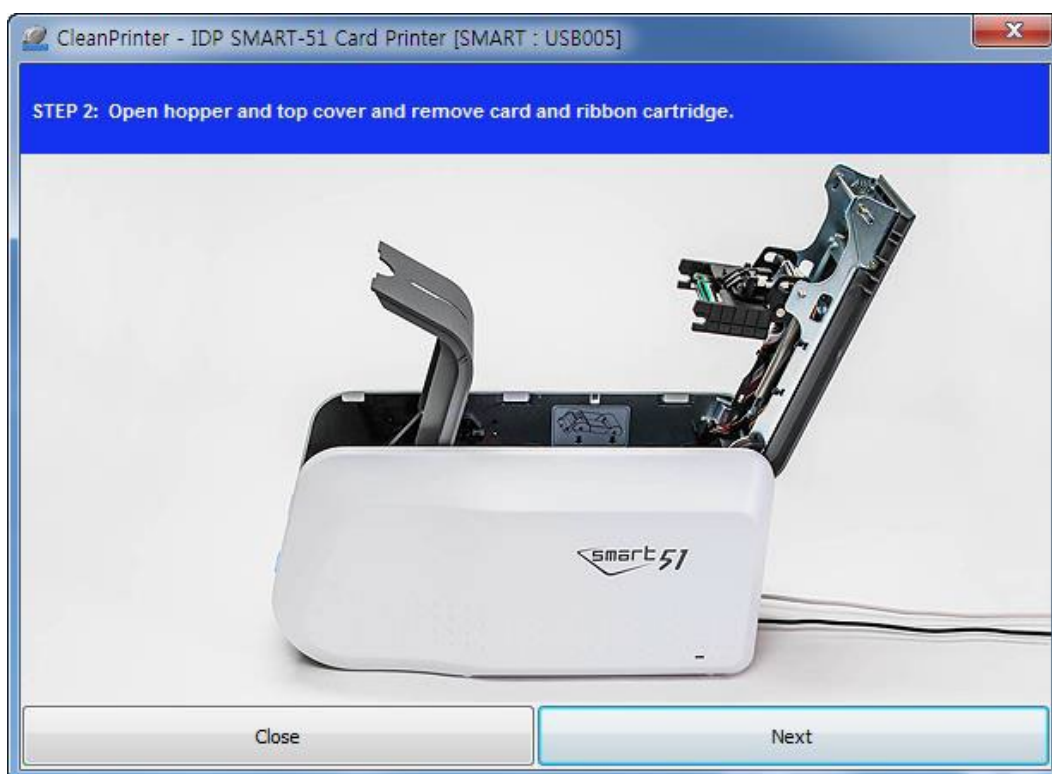 CleanPrinter - IDP SMART-51 Card Printer [SMART : USB005]
STEP 2: Open hopper and top cover and remove card and ribbon cartridge.
smart 51
Close
Next